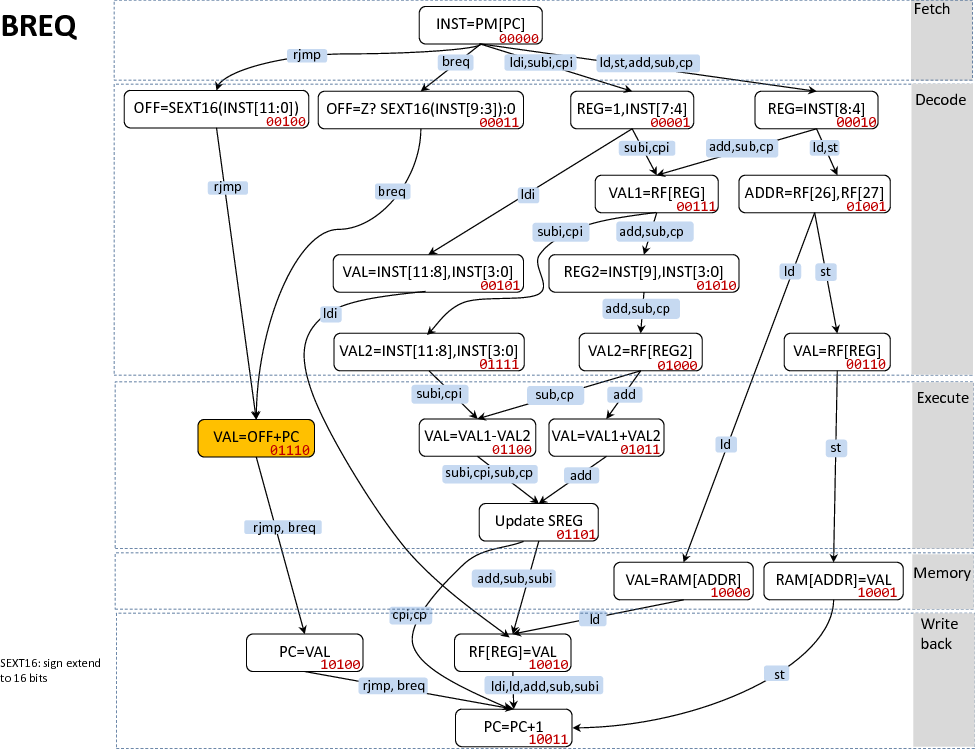 BREQ
Fetch
INST=PM[PC]
00000
rjmp
breq
ldi,subi,cpi
ld,st,add,sub,cp
Decode
OFF=SEXT16(INST[11:0])
00100
OFF=Z? SEXT16(INST[9:3]):0
00011
REG=1,INST[7:4]
00001
REG=INST[8:4]
00010
subi,cpi
add,sub,cp
ld,st
rjmp
breq
ldi
VAL1=RF[REG]
00111
ADDR=RF[26],RF[27]
01001
subi,cpi
add,sub,cp
VAL=INST[11:8],INST[3:0]
00101
REG2=INST[9],INST[3:0]
01010
ld
st
ldi
add,sub,cp
VAL2=INST[11:8],INST[3:0]
01111
VAL2=RF[REG2]
01000
VAL=RF[REG]
00110
Execute
subi,cpi
sub,cp
add
VAL=OFF+PC
01110
VAL=VAL1-VAL2
01100
VAL=VAL1+VAL2
01011
ld
st
subi,cpi,sub,cp
add
Update SREG
01101
rjmp, breq
Memory
add,sub,subi
VAL=RAM[ADDR]
10000
RAM[ADDR]=VAL
10001
cpi,cp
ld
Write
back
PC=VAL
10100
RF[REG]=VAL
10010
SEXT16: sign extend
to 16 bits
rjmp, breq
ldi,ld,add,sub,subi
st
PC=PC+1
10011